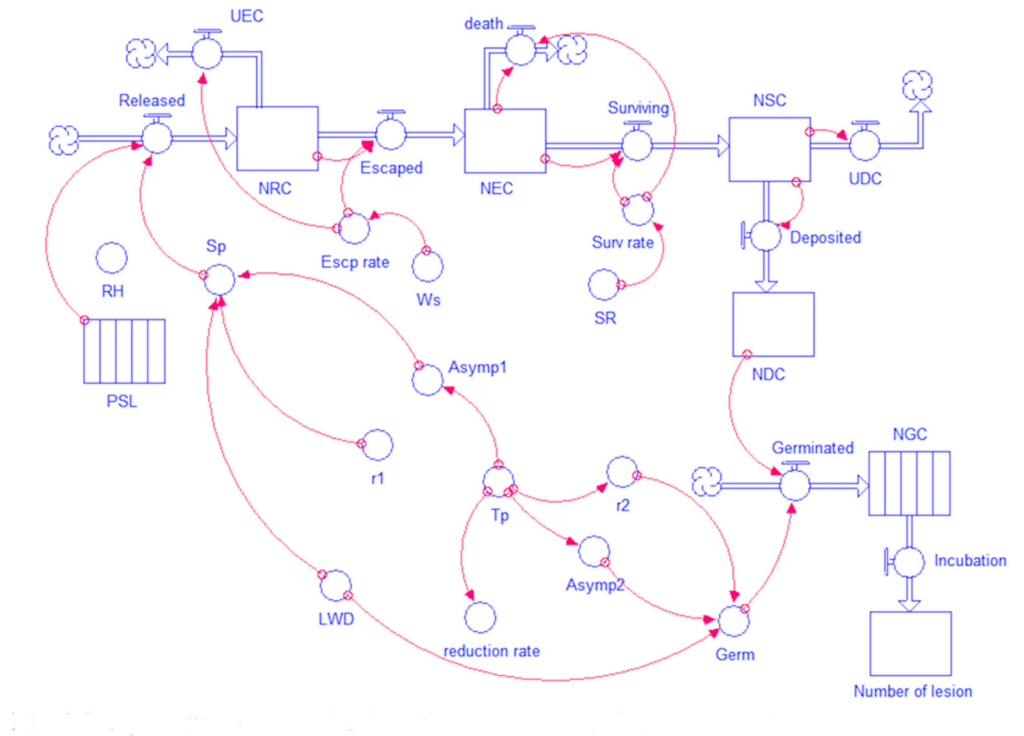 UEC
death
Released
Surviving
NSC
Escaped
NRC
NEC
UDC
Sp
Escp rate
Surv rate
Deposited
RH
Ws
SR
PSL
Asymp1
NDC
Germinated
NGC
r1
Tp
r2
Incubation
Asymp2
LWD
reduction rate
Germ
Number of lesion